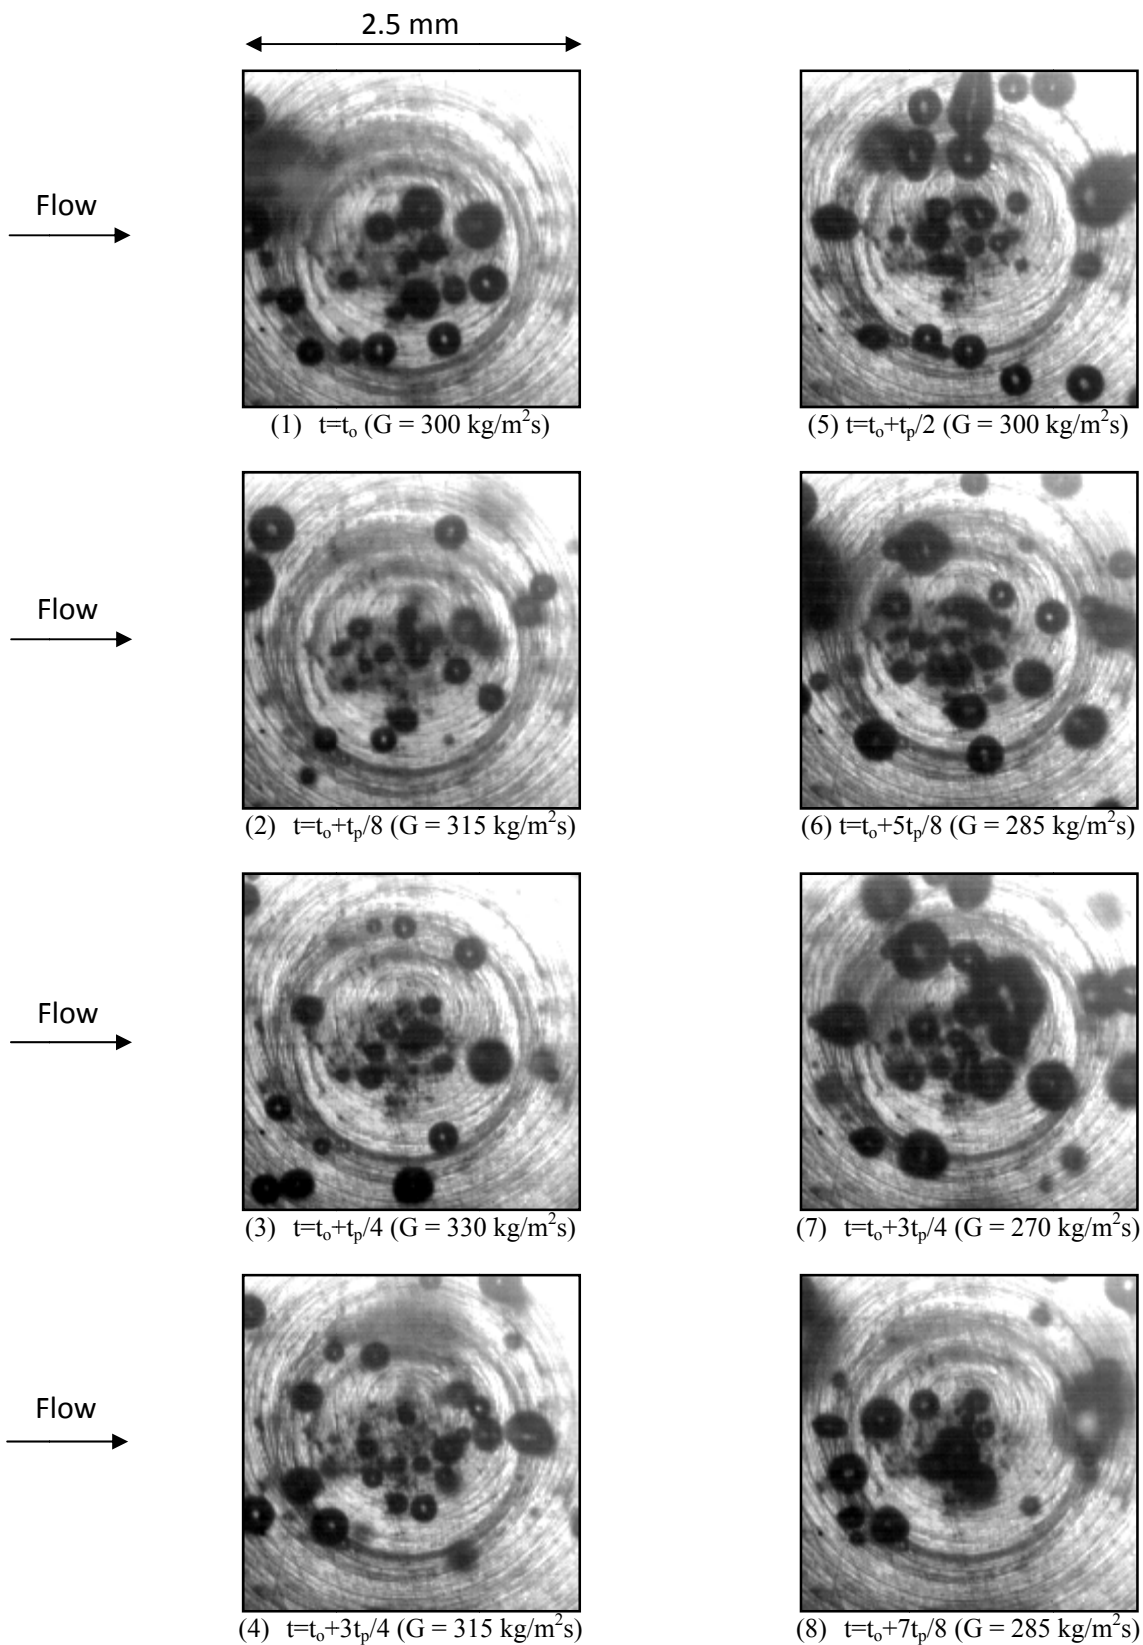 2.5 mm
Flow
(1) t=tₒ (G = 300 kg/m²s)
(5) t=tₒ+tₚ/2 (G = 300 kg/m²s)
Flow
(2) t=tₒ+tₚ/8 (G = 315 kg/m²s)
(6) t=tₒ+5tₚ/8 (G = 285 kg/m²s)
Flow
(3) t=tₒ+tₚ/4 (G = 330 kg/m²s)
(7) t=tₒ+3tₚ/4 (G = 270 kg/m²s)
Flow
(4) t=tₒ+3tₚ/4 (G = 315 kg/m²s)
(8) t=tₒ+7tₚ/8 (G = 285 kg/m²s)